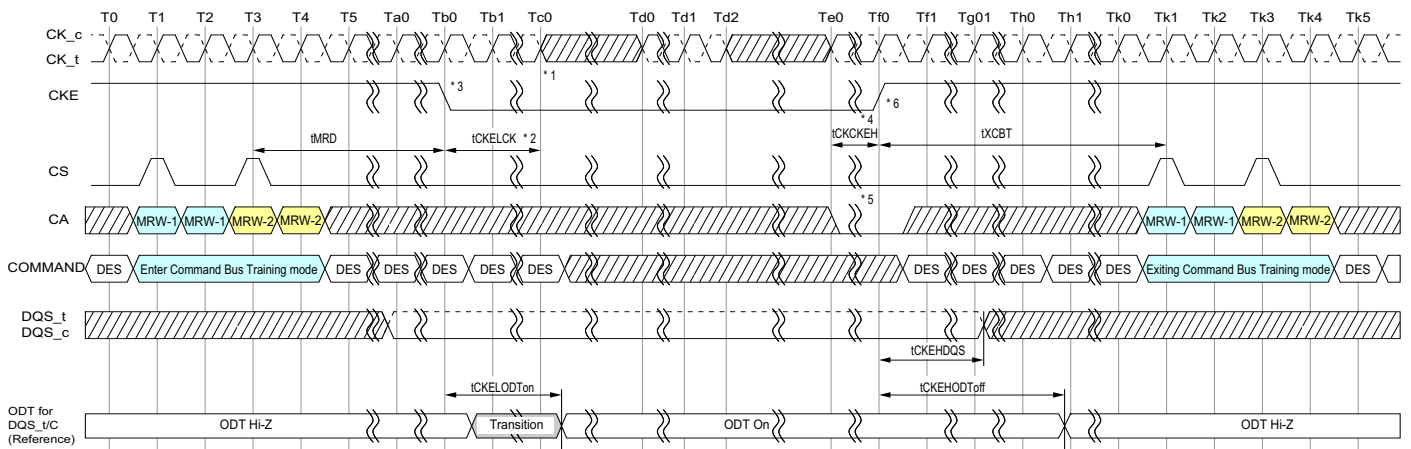 T0 T1 T2 T3 T4 T5 Ta0 Tb0 Tb1 Tc0 Td0 Td1 Td2 Te0 Tf0 Tf1 Tg01 Th0 Th1 Tk0 Tk1 Tk2 Tk3 Tk4 Tk5
CK_c
CK_t
* 1
CKE
* 3
* 6
* 4
tMRD
tCKELCK * 2
tCKCKEH
tXCBT
CS
* 5
CA
MRW-1 MRW-1 MRW-2 MRW-2 MRW-1 MRW-1 MRW-2 MRW-2
COMMAND
DES Enter Command Bus Training mode DES DES DES DES DES DES DES DES DES DES Exiting Command Bus Training mode DES
DQS_t
DQS_c
tCKEHDQS
tCKELODTon
tCKEHODToff
ODT for
DQS_t/C
(Reference)
ODT Hi-Z Transition ODT On ODT Hi-Z